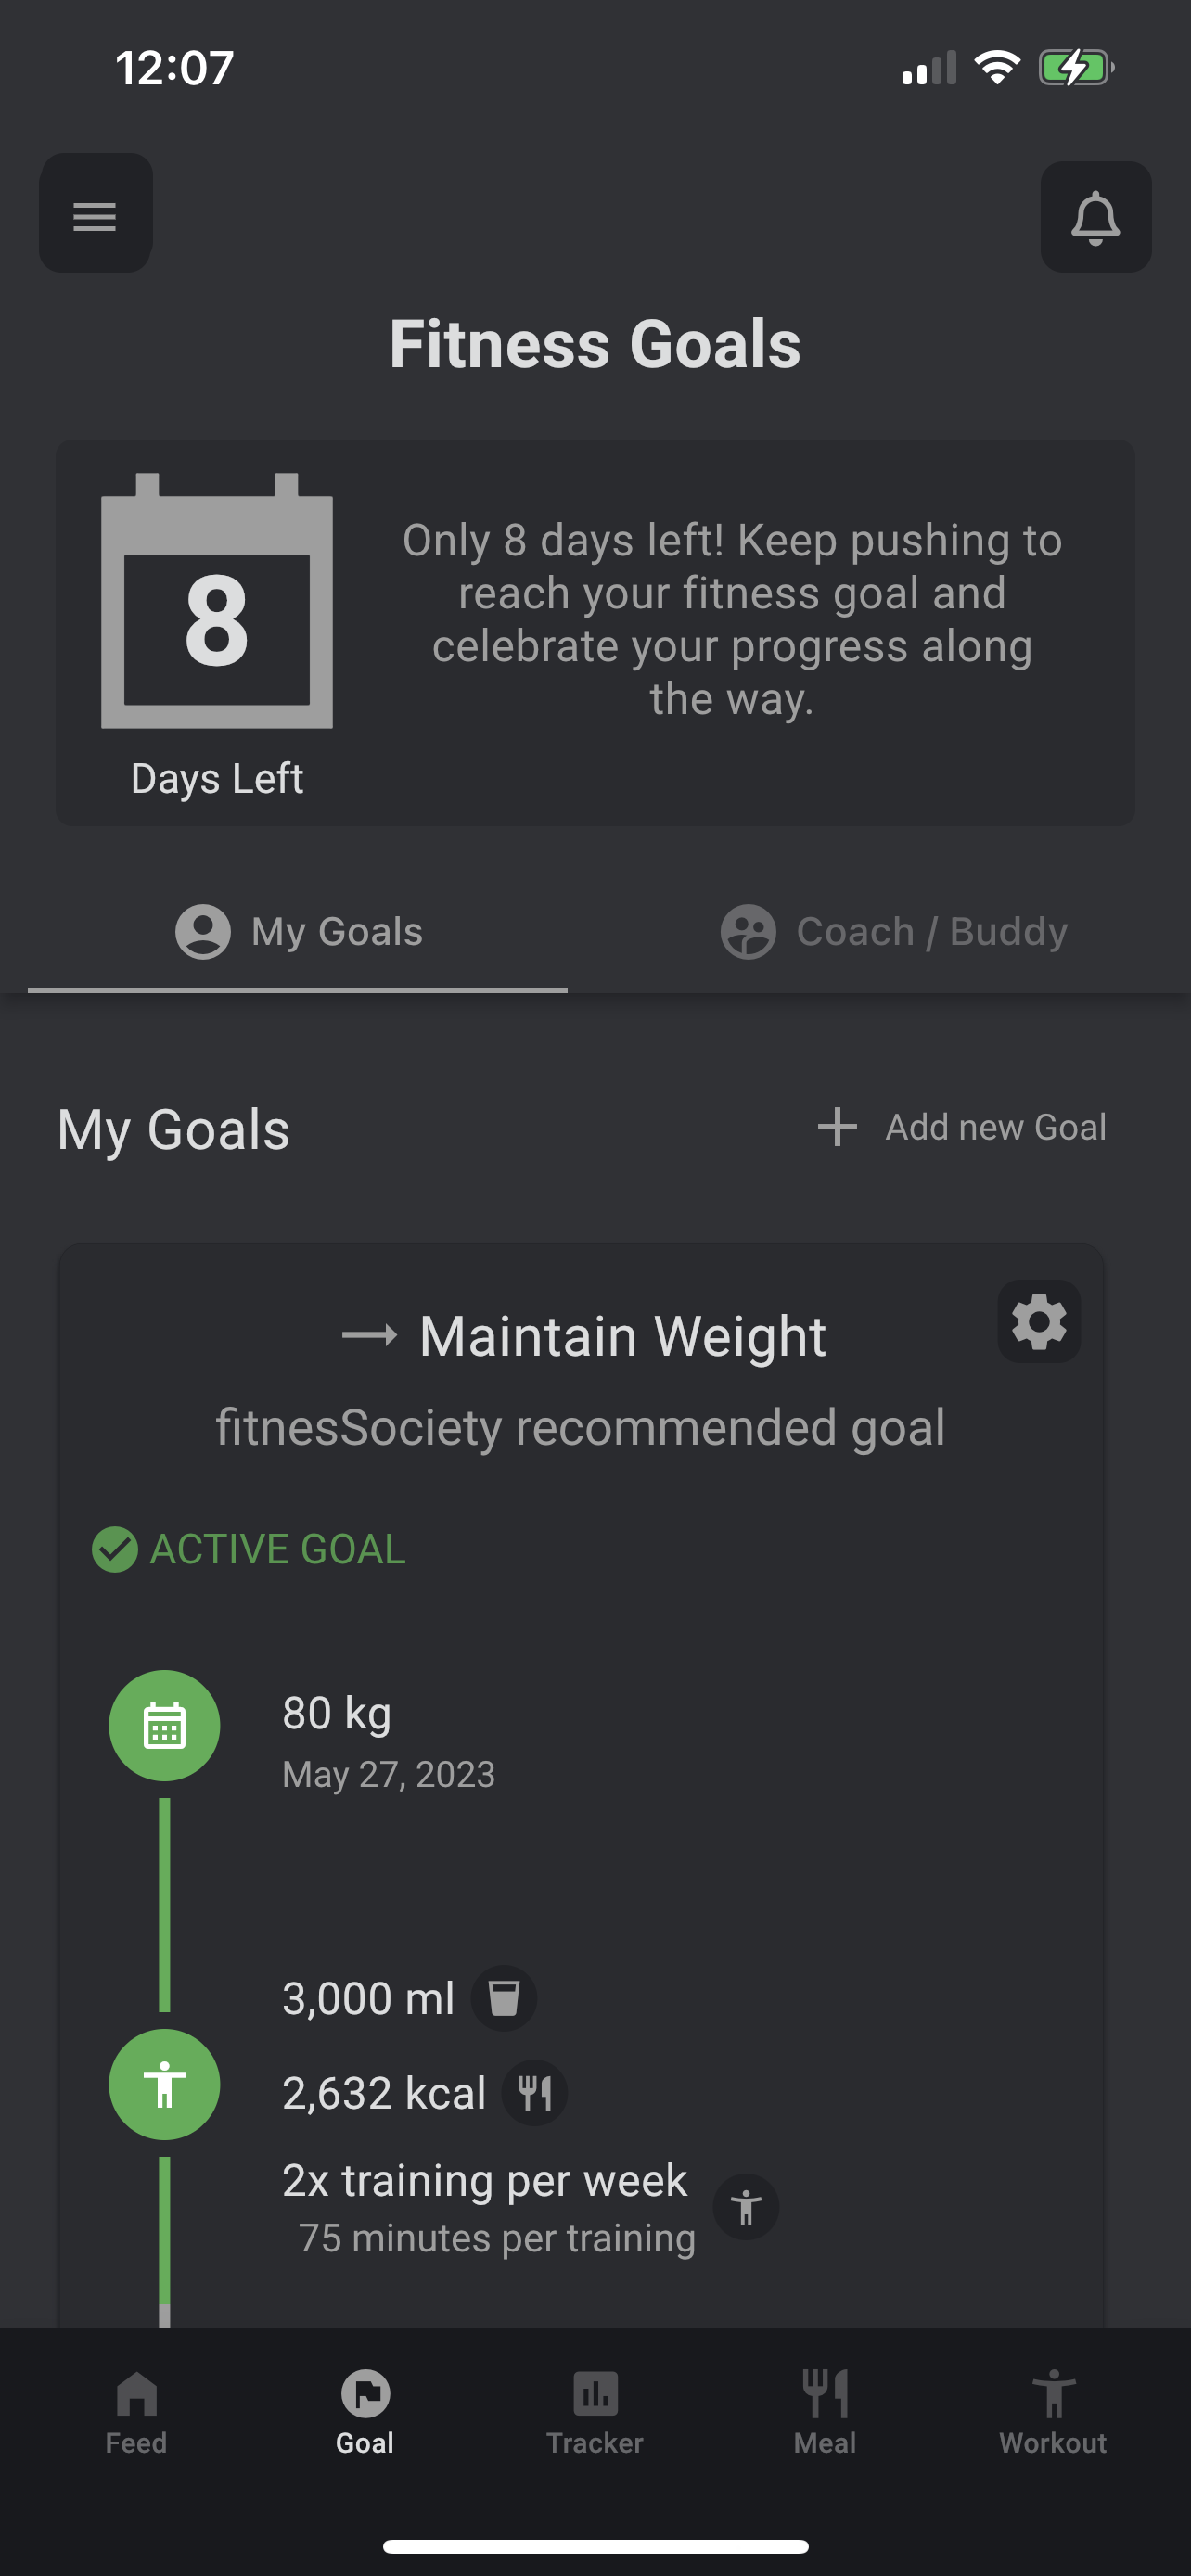 12:07
Fitness Goals
8
Days Left
Only 8 days left! Keep pushing to
reach your fitness goal and
celebrate your progress along
the way.
My Goals
Coach / Buddy
My Goals
Add new Goal
Maintain Weight
fitnesSociety recommended goal
ACTIVE GOAL
80 kg
May 27, 2023
3,000 ml
2,632 kcal
2x training per week
75 minutes per training
Feed
Goal
Tracker
Meal
Workout